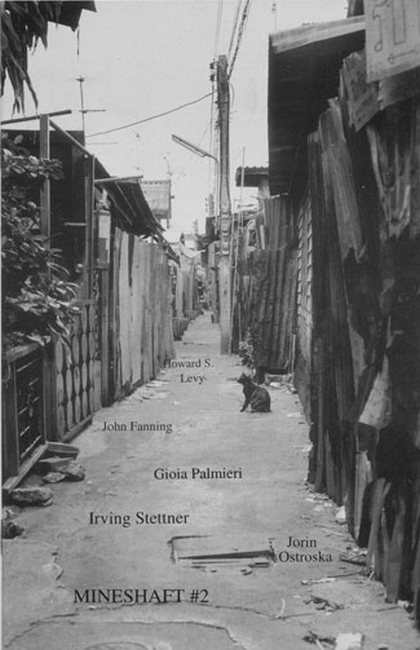 Howard S.
Levy
John Fanning
Gioia Palmieri
Irving Stettner
Jorin
Ostroska
MINESHAFT #2